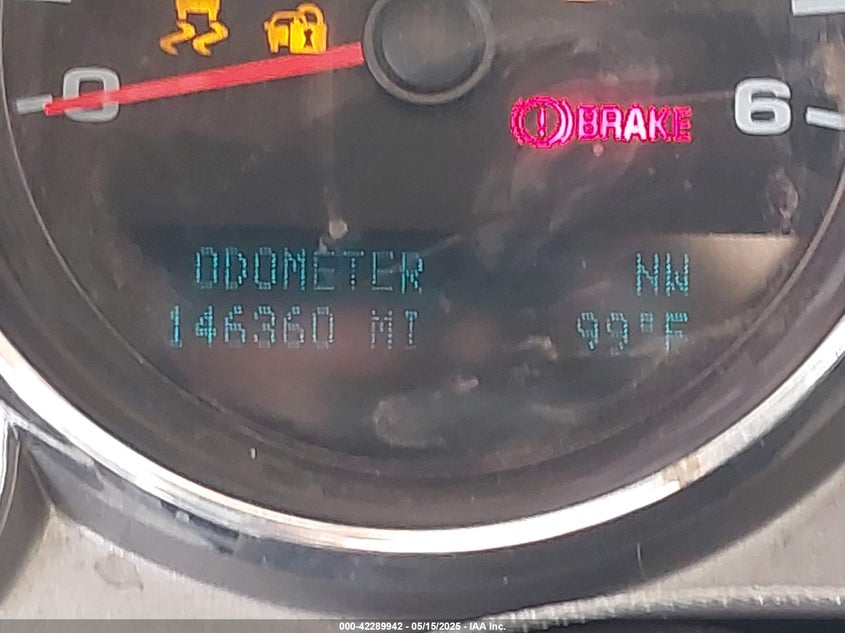 0
6
BRAKE
ODOMETER NW
146360 MI 99°F
000-42289942 - 05/15/2025 - IAA Inc.